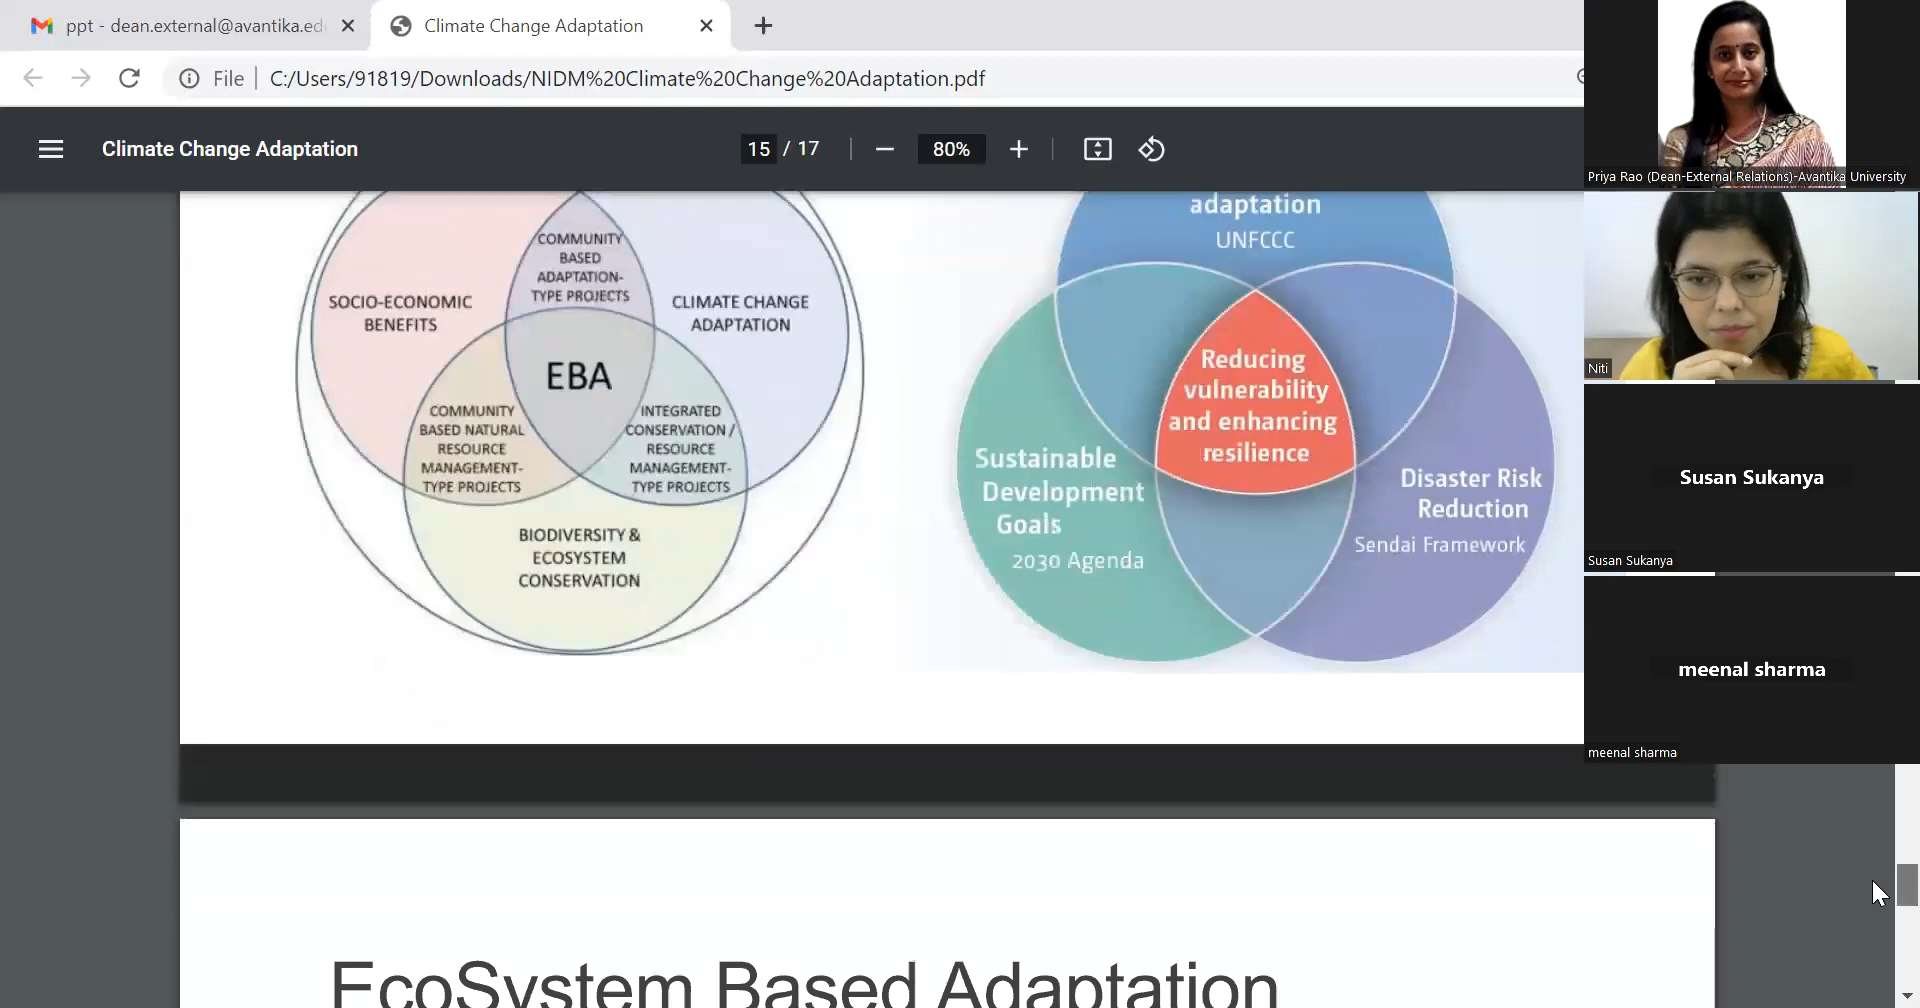 ppt - dean.external@avantika.ed
Climate Change Adaptation
File
C:/Users/91819/Downloads/NIDM%20Climate%20Change%20Adaptation.pdf
Climate Change Adaptation
15 / 17
80%
COMMUNITY
BASED
ADAPTATION-
TYPE PROJECTS
SOCIO-ECONOMIC
BENEFITS
CLIMATE CHANGE
ADAPTATION
EBA
COMMUNITY
BASED NATURAL
RESOURCE
MANAGEMENT-
TYPE PROJECTS
INTEGRATED
CONSERVATION /
RESOURCE
MANAGEMENT-
TYPE PROJECTS
BIODIVERSITY &
ECOSYSTEM
CONSERVATION
adaptation
UNFCCC
Reducing
vulnerability
and enhancing
resilience
Sustainable
Development
Goals
2030 Agenda
Disaster Risk
Reduction
Sendai Framework
EcoSystem Based Adaptation
Priya Rao (Dean-External Relations)-Avantika University
Niti
Susan Sukanya
Susan Sukanya
meenal sharma
meenal sharma